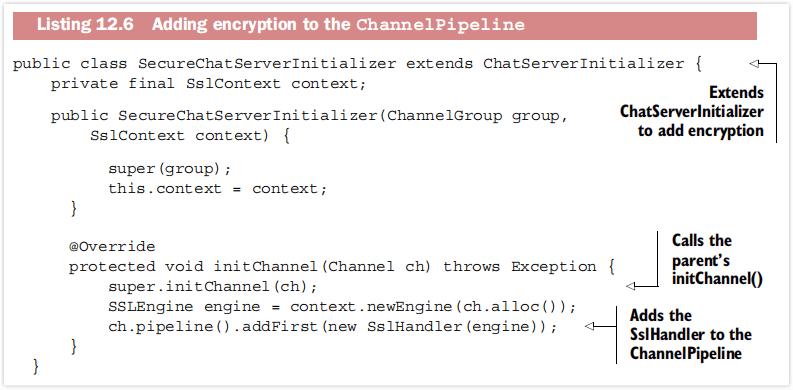 Listing 12.6 Adding encryption to the ChannelPipeline
public class SecureChatServerInitializer extends ChatServerInitializer {
private final SslContext context;
Extends
ChatServerInitializer
to add encryption
public SecureChatServerInitializer(ChannelGroup group,
SslContext context) {
super(group);
this.context = context;
}
@Override
protected void initChannel(Channel ch) throws Exception {
Calls the
parent's
initChannel()
super.initChannel(ch);
SSLEngine engine = context.newEngine(ch.alloc());
ch.pipeline().addFirst(new SslHandler(engine));
Adds the
SslHandler to the
ChannelPipeline
}
}